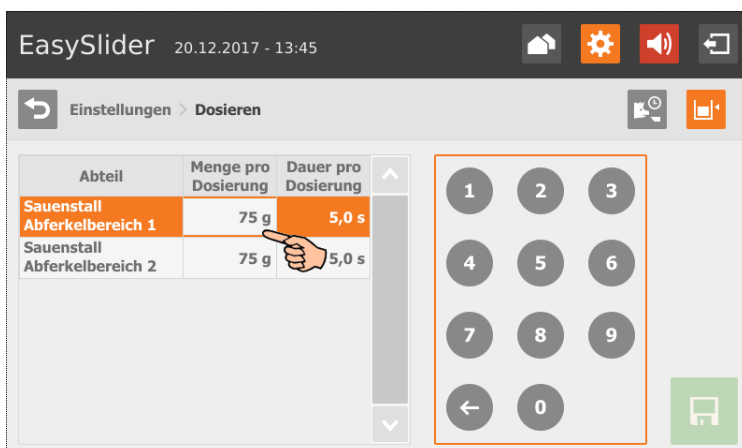 EasySlider 20.12.2017 - 13:45
Einstellungen > Dosieren
Abteil
Menge pro
Dosierung
Dauer pro
Dosierung
Sauenstall
Abferkelbereich 1
75 g
5,0 s
Sauenstall
Abferkelbereich 2
75 g
5,0 s
1 2 3
4 5 6
7 8 9
0